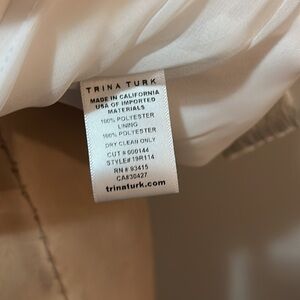 TRINA TURK
MADE IN CALIFORNIA
USA OF IMPORTED
MATERIALS
100% POLYESTER
LINING
100% POLYESTER
DRY CLEAN ONLY
CUT # 000144
STYLE# 19R114
RN # 93415
CA#30427
trinaturk.com